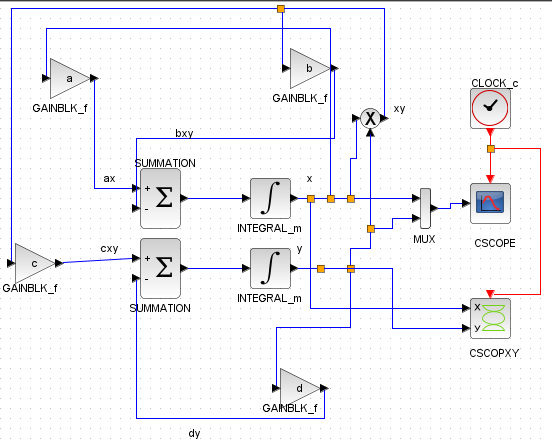 CLOCK_c
a
b
GAINBLK_f
GAINBLK_f
xy
X
bxy
SUMMATION
ax
+
-
Σ
∫
x
INTEGRAL_m
MUX
CSCOPE
cxy
y
+
-
Σ
∫
c
GAINBLK_f
INTEGRAL_m
SUMMATION
X
Y
CSCOPXY
d
GAINBLK_f
dy